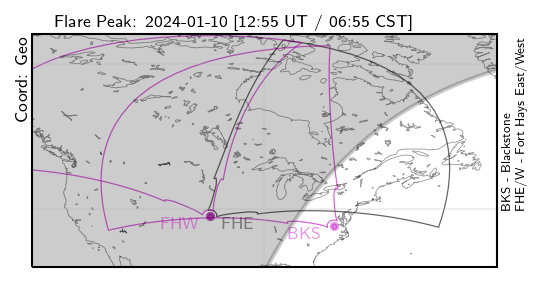 Flare Peak: 2024-01-10 [12:55 UT / 06:55 CST]
Coord: Geo
FHW
FHE
BKS
BKS - Blackstone
FHE/W - Fort Hays East/West